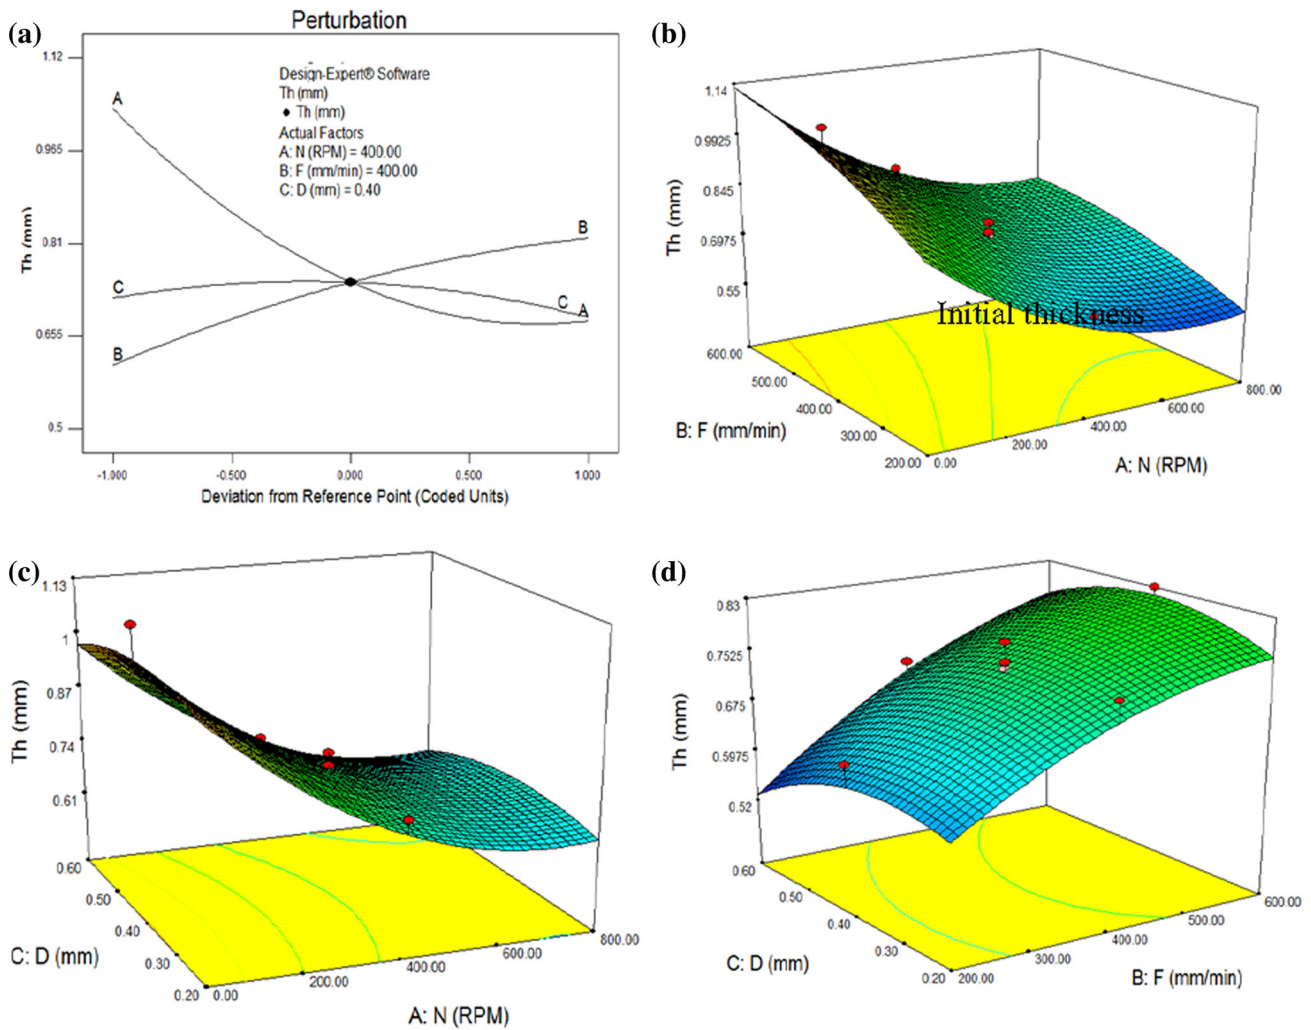 (a)
Perturbation
1.12
0.965
0.81
0.655
0.5
Th (mm)
Design-Expert® Software
Th (mm)
Th (mm)
Actual Factors
A: N (RPM) = 400.00
B: F (mm/min) = 400.00
C: D (mm) = 0.40
A
B
C
B
C
A
-1.000 -0.500 0.000 0.500 1.000
Deviation from Reference Point (Coded Units)
(b)
1.14
0.9925
0.845
0.6975
0.55
Th (mm)
Initial thickness
600.00
500.00
400.00
300.00
200.00
B: F (mm/min)
0.00
200.00
400.00
600.00
800.00
A: N (RPM)
(c)
1.13
1
0.87
0.74
0.61
Th (mm)
0.60
0.50
0.40
0.30
0.20
C: D (mm)
0.00
200.00
400.00
600.00
800.00
A: N (RPM)
(d)
0.83
0.7525
0.675
0.5975
0.52
Th (mm)
0.60
0.50
0.40
0.30
0.20
C: D (mm)
200.00
300.00
400.00
500.00
600.00
B: F (mm/min)